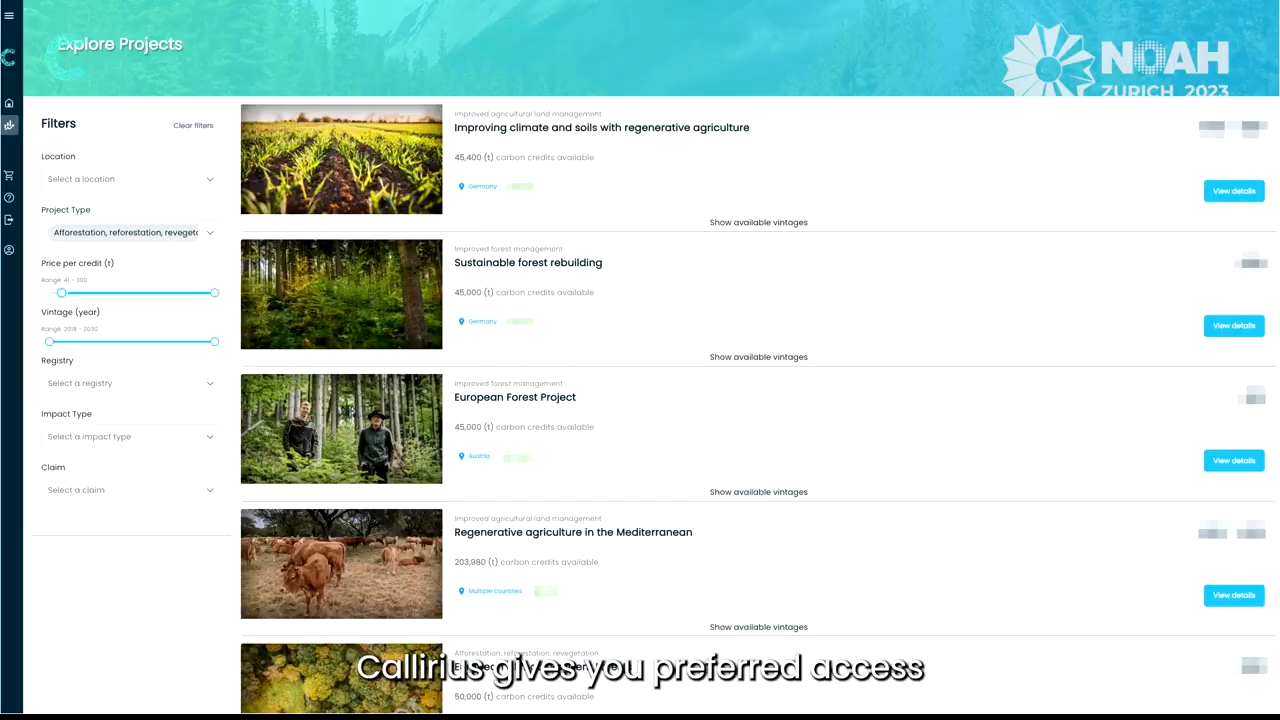 Explore Projects
NOAH
ZURICH 2023
Filters
Clear filters
Location
Select a location
Project Type
Afforestation, reforestation, revegeta
Price per credit (t)
Range 41 - 300
Vintage (year)
Range 2018 - 2030
Registry
Select a registry
Impact Type
Select a impact type
Claim
Select a claim
Improved agricultural land management
Improving climate and soils with regenerative agriculture
45,400 (t) carbon credits available
Germany
View details
Show available vintages
Improved forest management
Sustainable forest rebuilding
45,000 (t) carbon credits available
Germany
View details
Show available vintages
Improved forest management
European Forest Project
45,000 (t) carbon credits available
Austria
View details
Show available vintages
Improved agricultural land management
Regenerative agriculture in the Mediterranean
203,980 (t) carbon credits available
Multiple countries
View details
Show available vintages
Afforestation, reforestation, revegetation
Callirius gives you preferred access
50,000 (t) carbon credits available